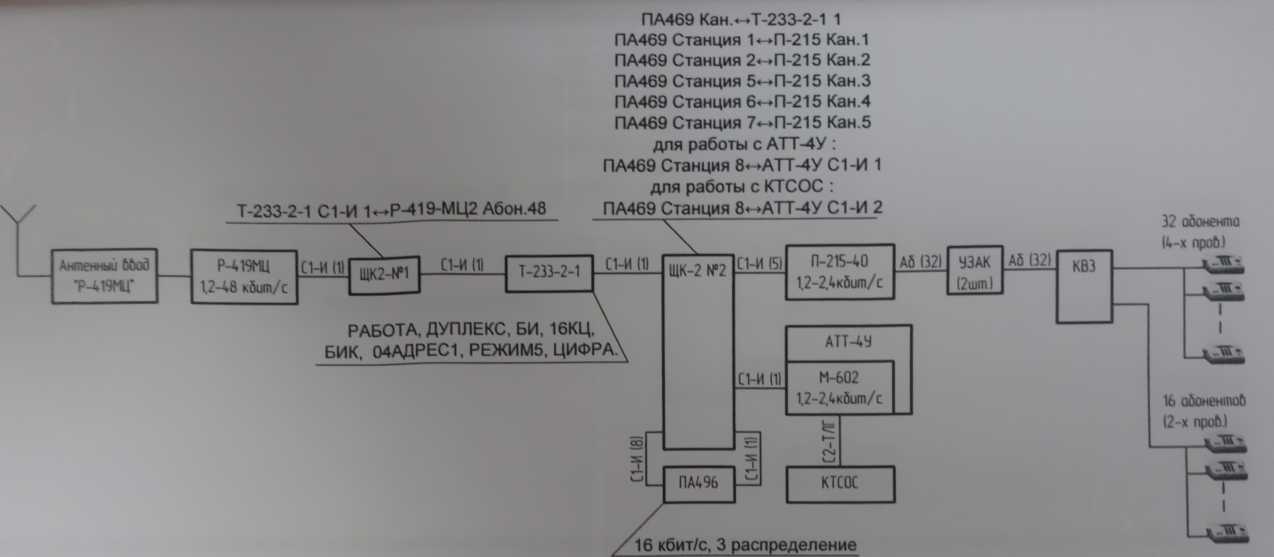 ПА469 Кан.↔Т-233-2-1 1
ПА469 Станция 1↔П-215 Кан.1
ПА469 Станция 2↔П-215 Кан.2
ПА469 Станция 5↔П-215 Кан.3
ПА469 Станция 6↔П-215 Кан.4
ПА469 Станция 7↔П-215 Кан.5
для работы с АТТ-4У :
ПА469 Станция 8↔АТТ-4У С1-И 1
для работы с КТСОС :
ПА469 Станция 8↔АТТ-4У С1-И 2
Т-233-2-1 С1-И 1↔Р-419-МЦ2 Абон.48
Антенный ввод
"Р-419МЦ"
Р-419МЦ
1,2-48 кбит/с
С1-И (1)
ЩК2-№1
С1-И (1)
Т-233-2-1
С1-И (1)
ЩК-2 №2
С1-И (5)
П-215-40
1,2-2,4кбит/с
Аб (32)
УЗАК
(2шт.)
Аб (32)
КВЗ
32 абонента
(4-х пров.)
РАБОТА, ДУПЛЕКС, БИ, 16КЦ,
БИК, 04АДРЕС1, РЕЖИМ5, ЦИФРА.
АТТ-4У
С1-И (1)
М-602
1,2-2,4кбит/с
16 абонентов
(2-х пров.)
С1-И (8)
ПА496
С1-И (1)
С2-Т/ТГ
КТСОС
16 кбит/с, 3 распределение